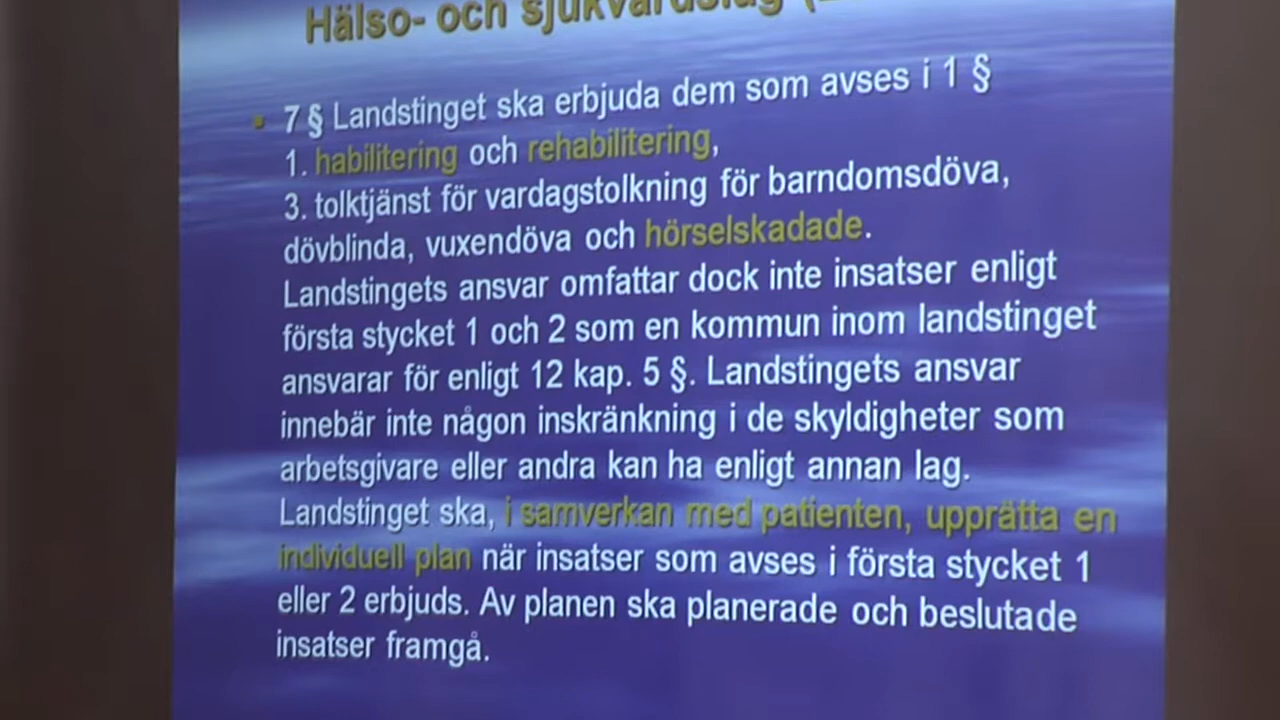 Hälso- och sjukvårdslag
▪ 7 § Landstinget ska erbjuda dem som avses i 1 §
1. habilitering och rehabilitering,
3. tolktjänst för vardagstolkning för barndomsdöva,
dövblinda, vuxendöva och hörselskadade.
Landstingets ansvar omfattar dock inte insatser enligt
första stycket 1 och 2 som en kommun inom landstinget
ansvarar för enligt 12 kap. 5 §. Landstingets ansvar
innebär inte någon inskränkning i de skyldigheter som
arbetsgivare eller andra kan ha enligt annan lag.
Landstinget ska, i samverkan med patienten, upprätta en
individuell plan när insatser som avses i första stycket 1
eller 2 erbjuds. Av planen ska planerade och beslutade
insatser framgå.